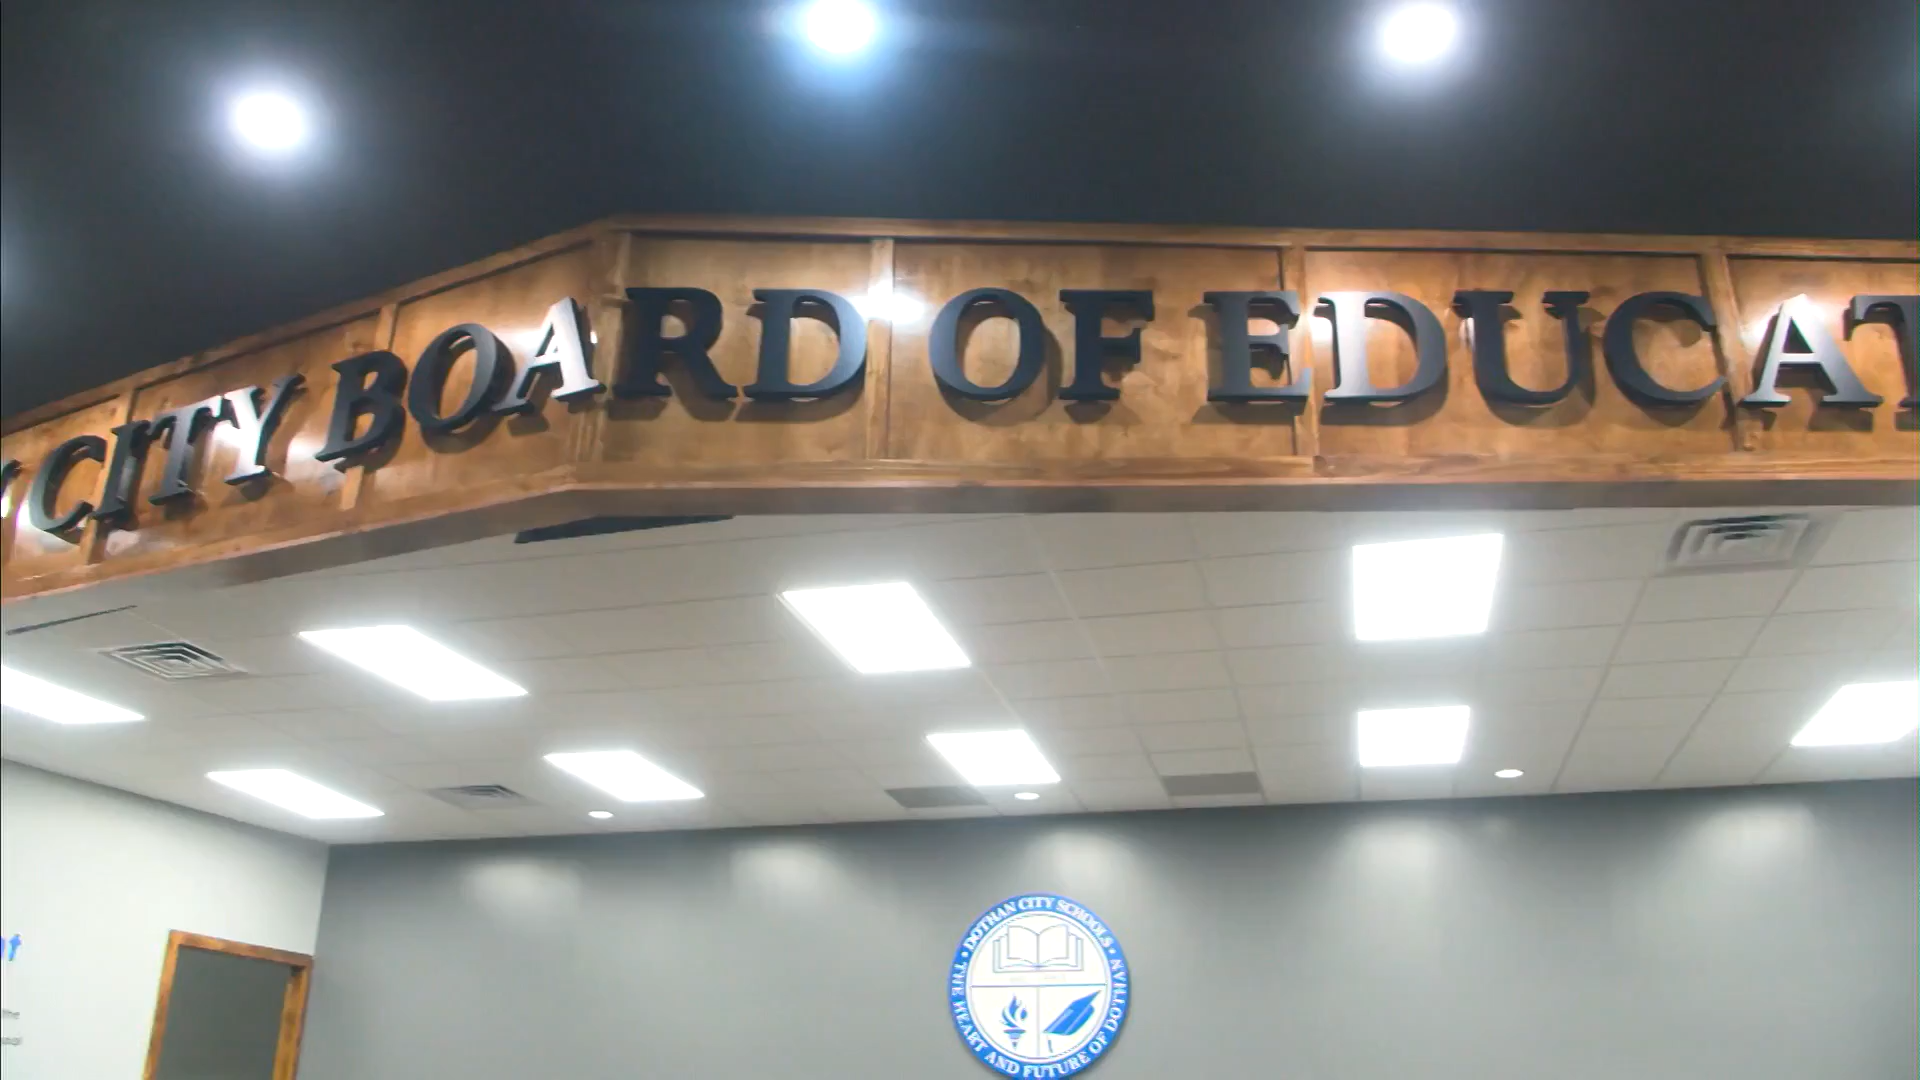 CITY BOARD OF EDUCAT
DOTHAN CITY SCHOOLS
THE HEART AND FUTURE OF DOTHAN